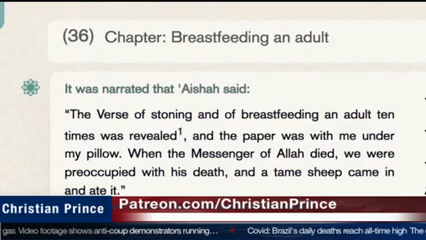 (36) Chapter: Breastfeeding an adult
It was narrated that 'Aishah said:
"The Verse of stoning and of breastfeeding an adult ten
times was revealed1, and the paper was with me under
my pillow. When the Messenger of Allah died, we were
preoccupied with his death, and a tame sheep came in
and ate it."
Christian Prince
Patreon.com/ChristianPrince
gas Video footage shows anti-coup demonstrators running...
Covid: Brazil's daily deaths reach all-time high The